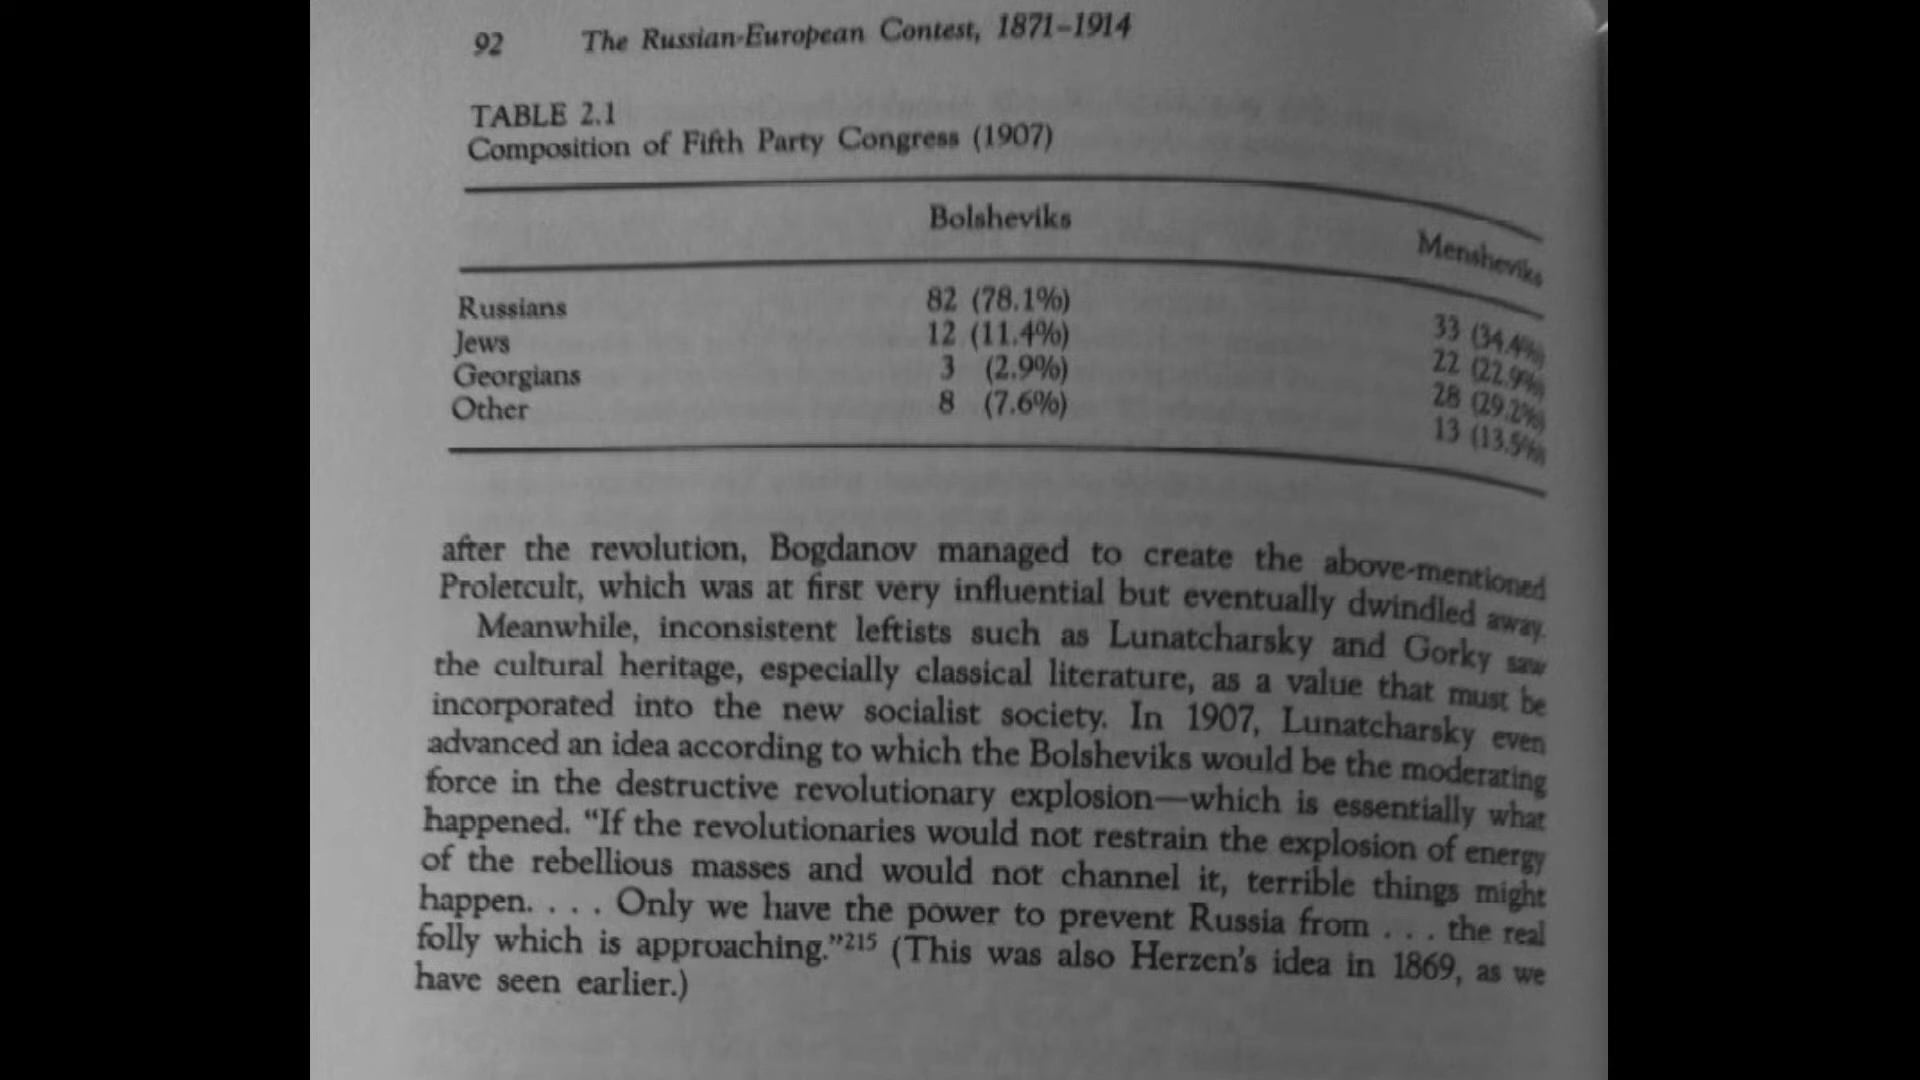 92 The Russian-European Contest, 1871–1914
TABLE 2.1
Composition of Fifth Party Congress (1907)
Bolsheviks Mensheviks
Russians 82 (78.1%) 33 (34.4%)
Jews 12 (11.4%) 22 (22.9%)
Georgians 3 (2.9%) 28 (29.2%)
Other 8 (7.6%) 13 (13.5%)
after the revolution, Bogdanov managed to create the above-mentioned
Proletcult, which was at first very influential but eventually dwindled away.
Meanwhile, inconsistent leftists such as Lunatcharsky and Gorky saw
the cultural heritage, especially classical literature, as a value that must be
incorporated into the new socialist society. In 1907, Lunatcharsky even
advanced an idea according to which the Bolsheviks would be the moderating
force in the destructive revolutionary explosion—which is essentially what
happened. “If the revolutionaries would not restrain the explosion of energy
of the rebellious masses and would not channel it, terrible things might
happen. . . . Only we have the power to prevent Russia from . . . the real
folly which is approaching.”215 (This was also Herzen’s idea in 1869, as we
have seen earlier.)